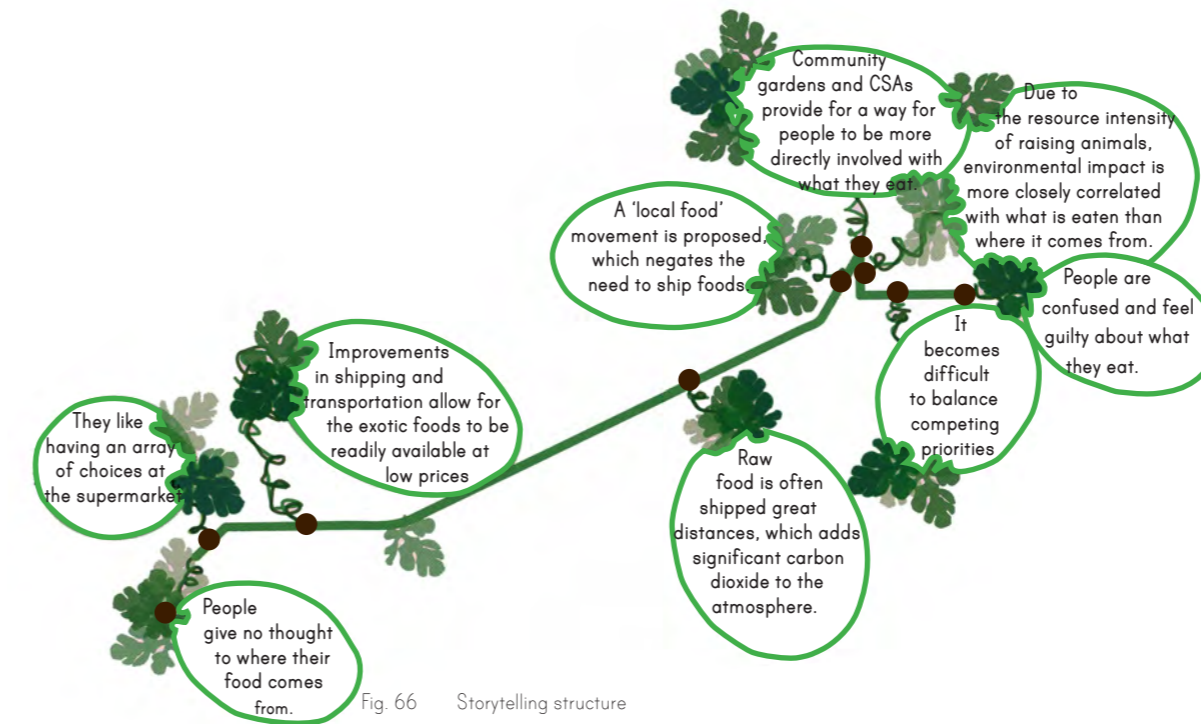 Community
gardens and CSAs
provide for a way for
people to be more
directly involved with
what they eat.
Due to
the resource intensity
of raising animals,
environmental impact is
more closely correlated
with what is eaten than
where it comes from.
A ‘local food’
movement is proposed,
which negates the
need to ship foods.
People are
confused and feel
guilty about what
they eat.
It
becomes
difficult
to balance
competing
priorities
Improvements
in shipping and
transportation allow for
the exotic foods to be
readily available at
low prices
They like
having an array
of choices at
the supermarket
Raw
food is often
shipped great
distances, which adds
significant carbon
dioxide to the
atmosphere.
People
give no thought
to where their
food comes
from.
Fig. 66 Storytelling structure